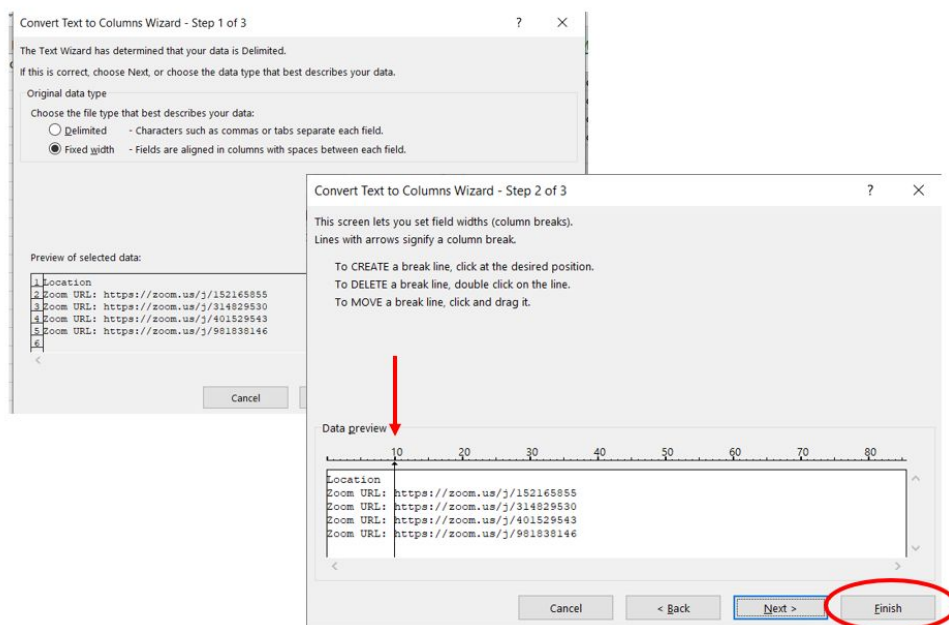 Convert Text to Columns Wizard - Step 1 of 3
The Text Wizard has determined that your data is Delimited.
If this is correct, choose Next, or choose the data type that best describes your data.
Original data type
Choose the file type that best describes your data:
Delimited - Characters such as commas or tabs separate each field.
Fixed width - Fields are aligned in columns with spaces between each field.
Preview of selected data:
1 Location
2 Zoom URL: https://zoom.us/j/152165855
3 Zoom URL: https://zoom.us/j/314829530
4 Zoom URL: https://zoom.us/j/401529543
5 Zoom URL: https://zoom.us/j/981838146
6
Cancel
Convert Text to Columns Wizard - Step 2 of 3
This screen lets you set field widths (column breaks).
Lines with arrows signify a column break.
To CREATE a break line, click at the desired position.
To DELETE a break line, double click on the line.
To MOVE a break line, click and drag it.
Data preview
10 20 30 40 50 60 70 80
Location
Zoom URL: https://zoom.us/j/152165855
Zoom URL: https://zoom.us/j/314829530
Zoom URL: https://zoom.us/j/401529543
Zoom URL: https://zoom.us/j/981838146
Cancel < Back Next > Finish